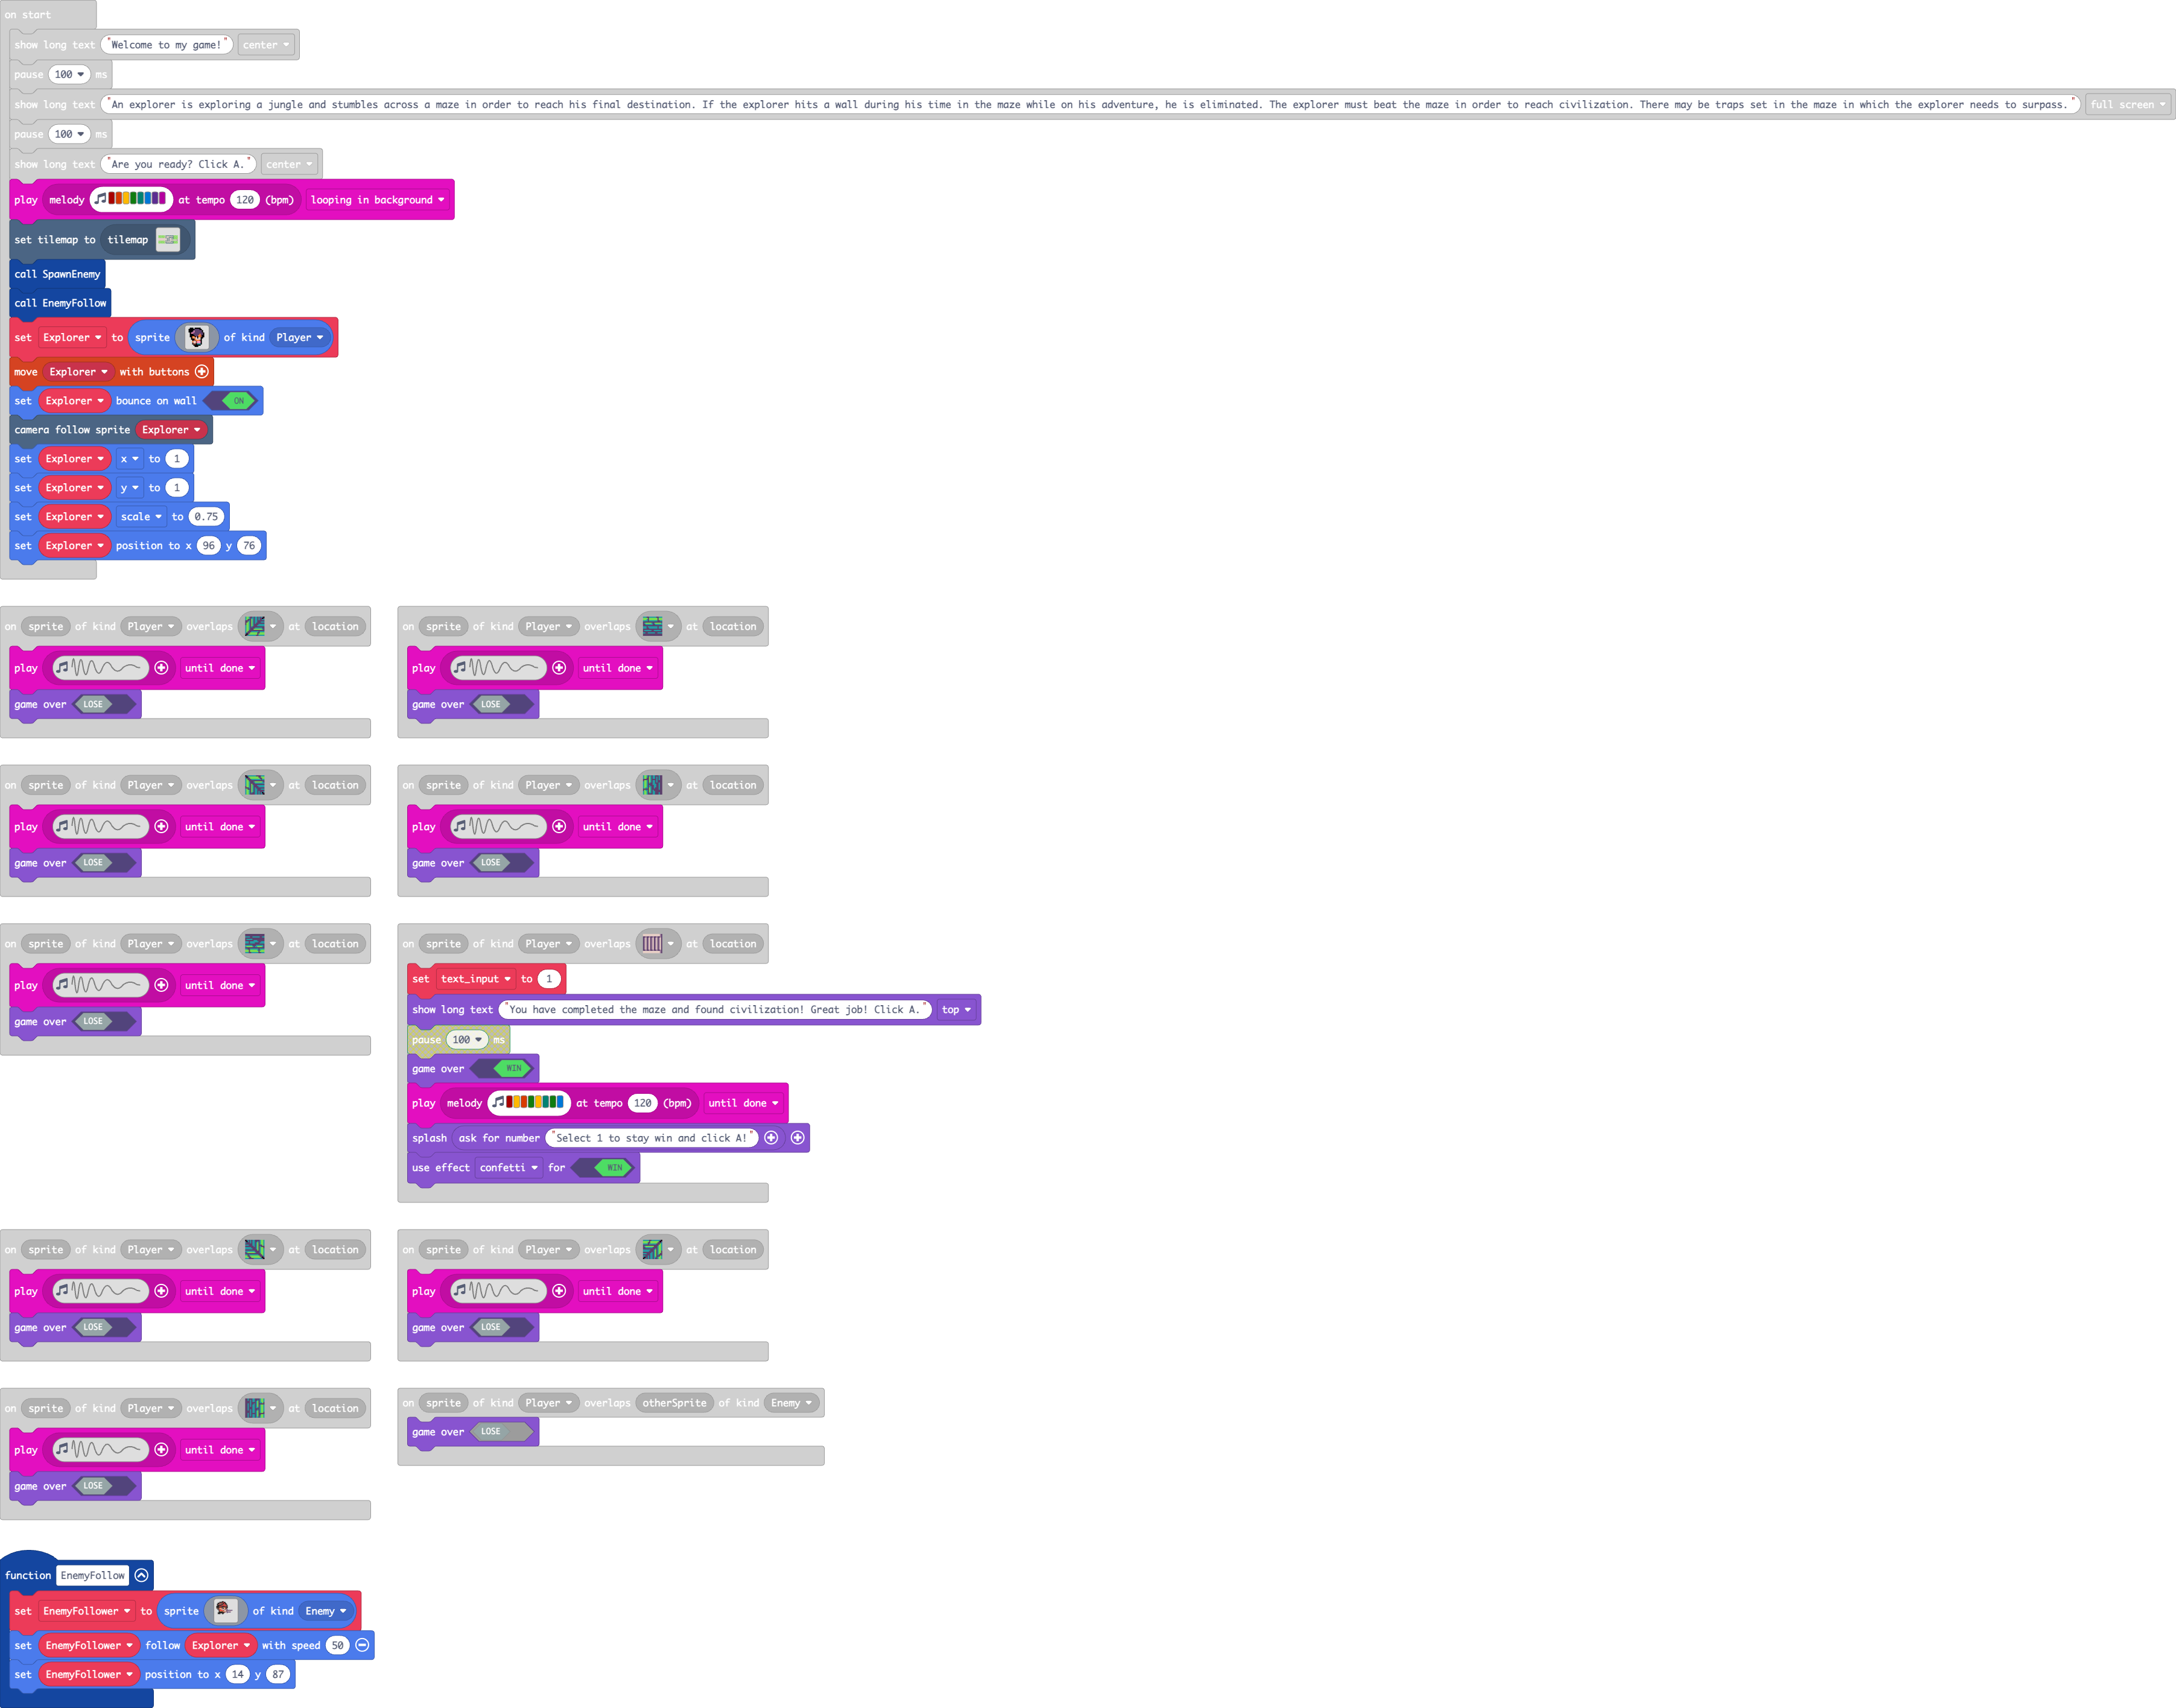 on start
show long text "Welcome to my game!" center
pause 100 ms
show long text "An explorer is exploring a jungle and stumbles across a maze in order to reach his final destination. If the explorer hits a wall during his time in the maze while on his adventure, he is eliminated. The explorer must beat the maze in order to reach civilization. There may be traps set in the maze in which the explorer needs to surpass." full screen
pause 100 ms
show long text "Are you ready? Click A." center
play melody at tempo 120 (bpm) looping in background
set tilemap to tilemap
call SpawnEnemy
call EnemyFollow
set Explorer to sprite of kind Player
move Explorer with buttons
set Explorer bounce on wall ON
camera follow sprite Explorer
set Explorer x to 1
set Explorer y to 1
set Explorer scale to 0.75
set Explorer position to x 96 y 76
on sprite of kind Player overlaps at location
play until done
game over LOSE
on sprite of kind Player overlaps at location
play until done
game over LOSE
on sprite of kind Player overlaps at location
play until done
game over LOSE
on sprite of kind Player overlaps at location
play until done
game over LOSE
on sprite of kind Player overlaps at location
play until done
game over LOSE
on sprite of kind Player overlaps at location
set text_input to 1
show long text "You have completed the maze and found civilization! Great job! Click A." top
pause 100 ms
game over WIN
play melody at tempo 120 (bpm) until done
splash ask for number "Select 1 to stay win and click A!"
use effect confetti for WIN
on sprite of kind Player overlaps at location
play until done
game over LOSE
on sprite of kind Player overlaps at location
play until done
game over LOSE
on sprite of kind Player overlaps at location
play until done
game over LOSE
on sprite of kind Player overlaps otherSprite of kind Enemy
game over LOSE
function EnemyFollow
set EnemyFollower to sprite of kind Enemy
set EnemyFollower follow Explorer with speed 50
set EnemyFollower position to x 14 y 87